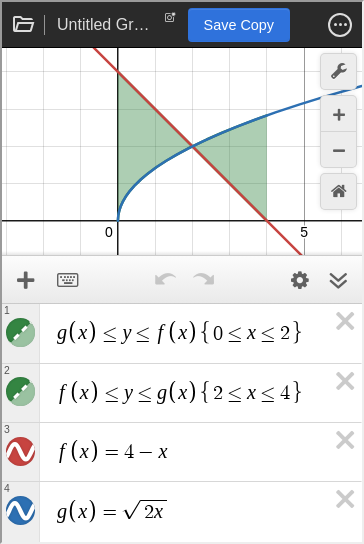 Untitled Gr...
Save Copy
0
5
1
g(x) ≤ y ≤ f(x) {0 ≤ x ≤ 2}
2
f(x) ≤ y ≤ g(x) {2 ≤ x ≤ 4}
3
f(x) = 4 − x
4
g(x) = √2x